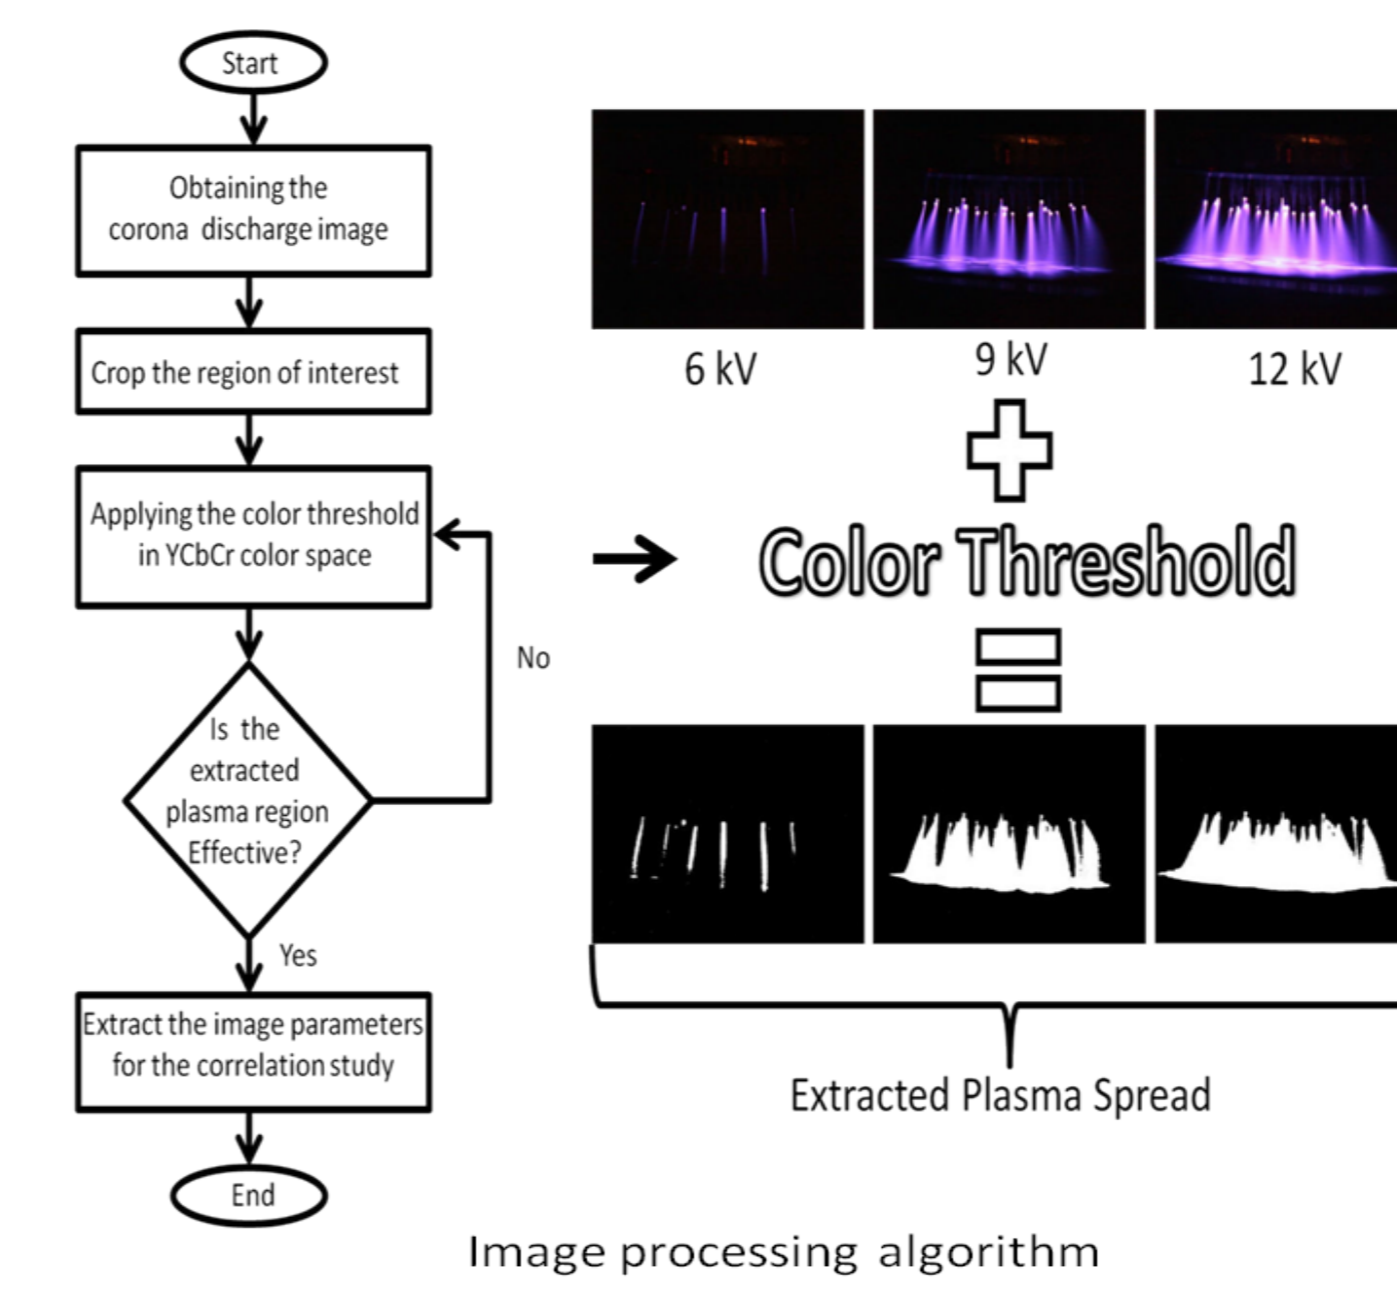 Start
Obtaining the
corona discharge image
Crop the region of interest
Applying the color threshold
in YCbCr color space
No
Is the
extracted
plasma region
Effective?
Yes
Extract the image parameters
for the correlation study
End
6 kV
9 kV
12 kV
Color Threshold
Extracted Plasma Spread
Image processing algorithm